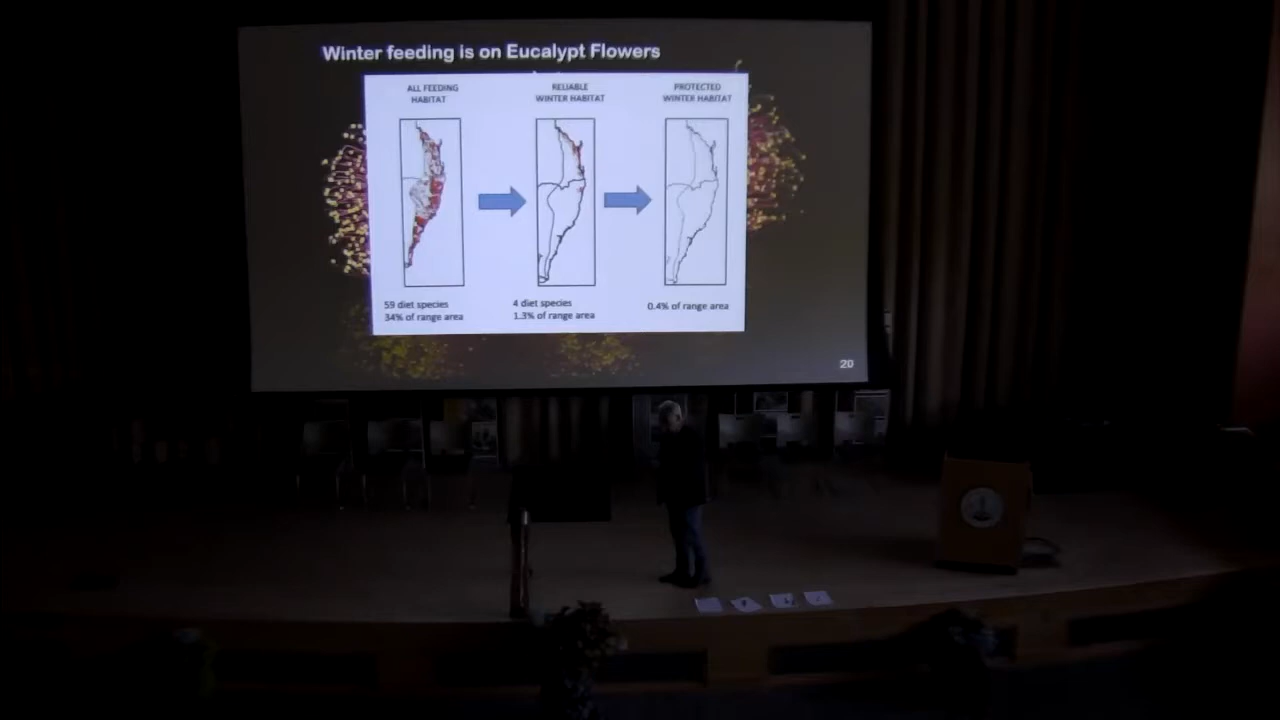 Winter feeding is on Eucalypt Flowers
ALL FEEDING
HABITAT
RELIABLE
WINTER HABITAT
PROTECTED
WINTER HABITAT
59 diet species
34% of range area
4 diet species
1.3% of range area
0.4% of range area
20